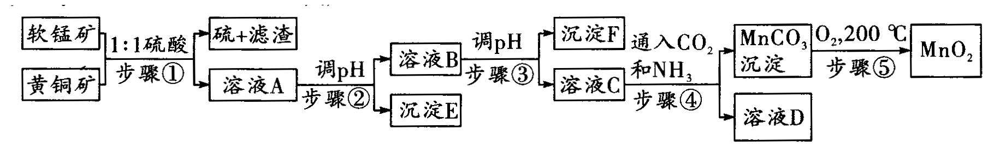 软锰矿
黄铜矿
1:1硫酸
步骤①
硫+滤渣
溶液A
调pH
步骤②
溶液B
沉淀E
调pH
步骤③
沉淀F
溶液C
通入CO₂
和NH₃
步骤④
MnCO₃
沉淀
溶液D
O₂,200 ℃
步骤⑤
MnO₂